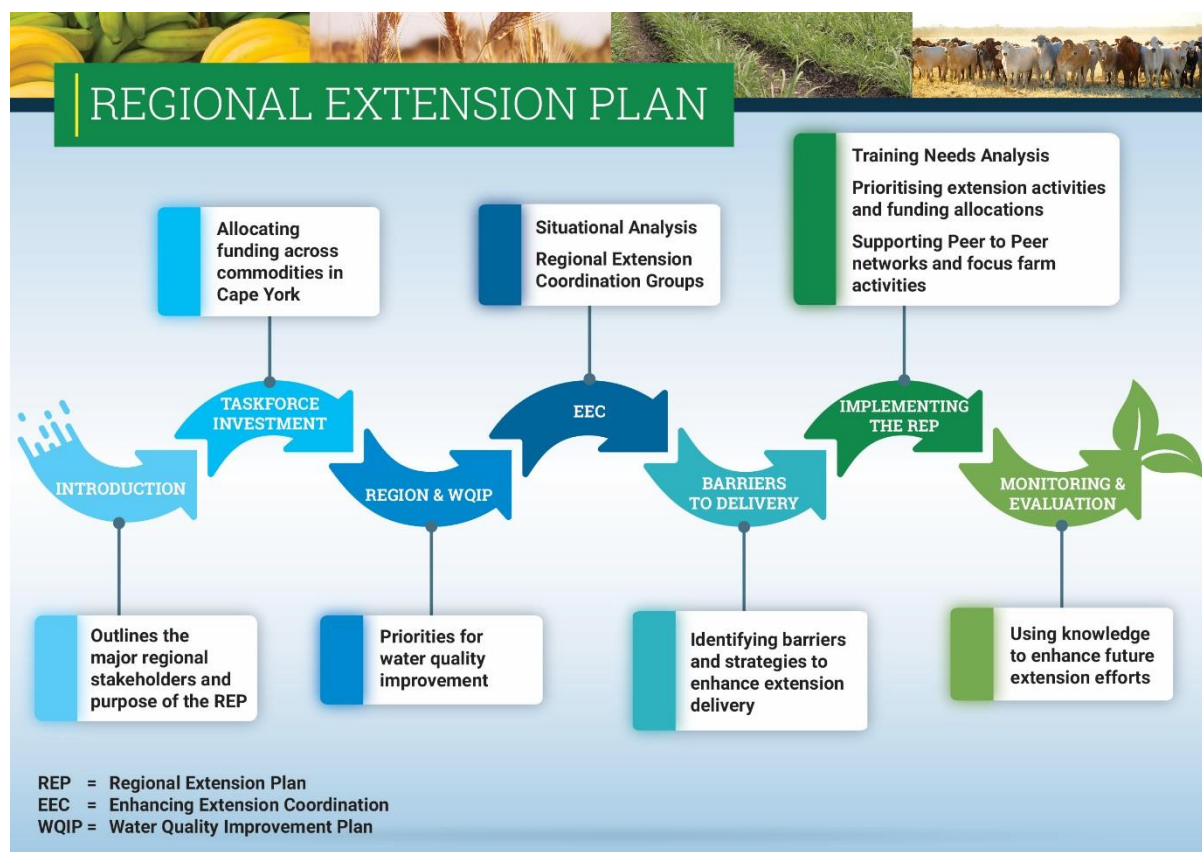 REGIONAL EXTENSION PLAN
Training Needs Analysis
Prioritising extension activities
and funding allocations
Supporting Peer to Peer
networks and focus farm
activities
Allocating
funding across
commodities in
Cape York
Situational Analysis
Regional Extension
Coordination Groups
TASKFORCE
INVESTMENT
EEC
IMPLEMENTING
THE REP
INTRODUCTION
REGION & WQIP
BARRIERS
TO DELIVERY
MONITORING &
EVALUATION
Outlines the
major regional
stakeholders and
purpose of the REP
Priorities for
water quality
improvement
Identifying barriers
and strategies to
enhance extension
delivery
Using knowledge
to enhance future
extension efforts
REP = Regional Extension Plan
EEC = Enhancing Extension Coordination
WQIP = Water Quality Improvement Plan